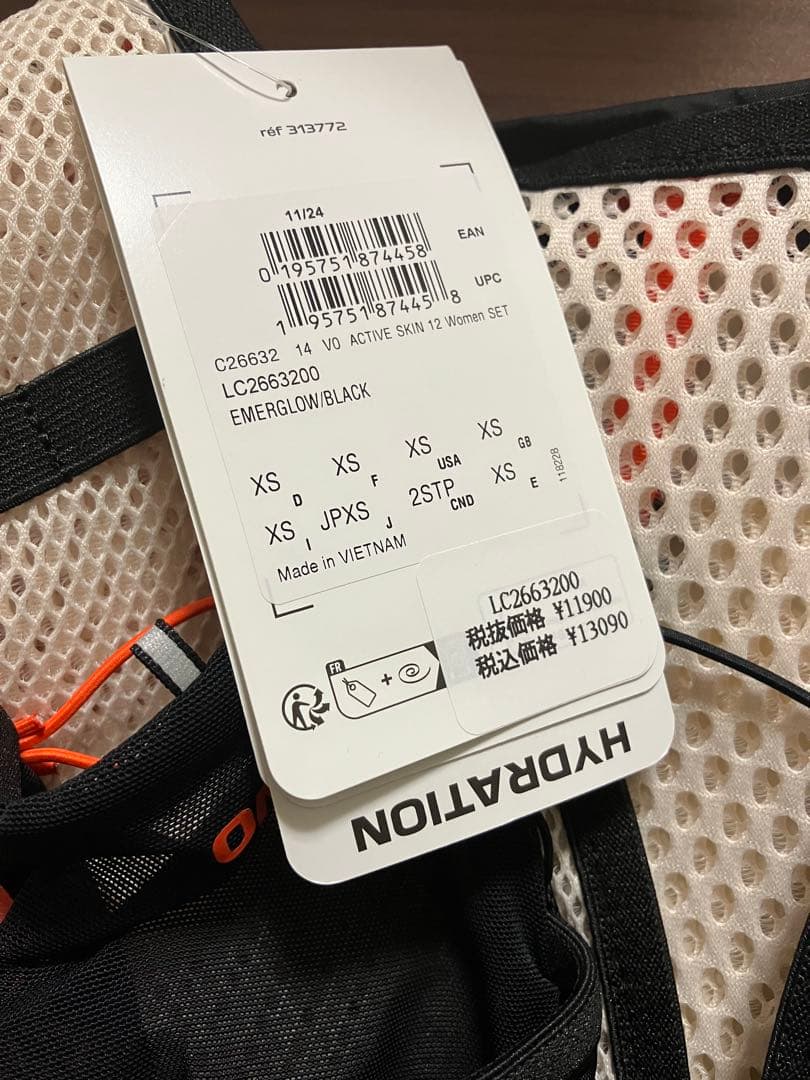 réf 313772
11/24
EAN
0 195751 874458
UPC
1 95751 87445 8
C26632 14 V0 ACTIVE SKIN 12 Women SET
LC2663200
EMERGLOW/BLACK
XS D XS F XS USA XS GB
XS I JPXS J 2STP CND XS E
118228
Made in VIETNAM
LC2663200
税抜価格 ¥11900
税込価格 ¥13090
FR
HYDRATION